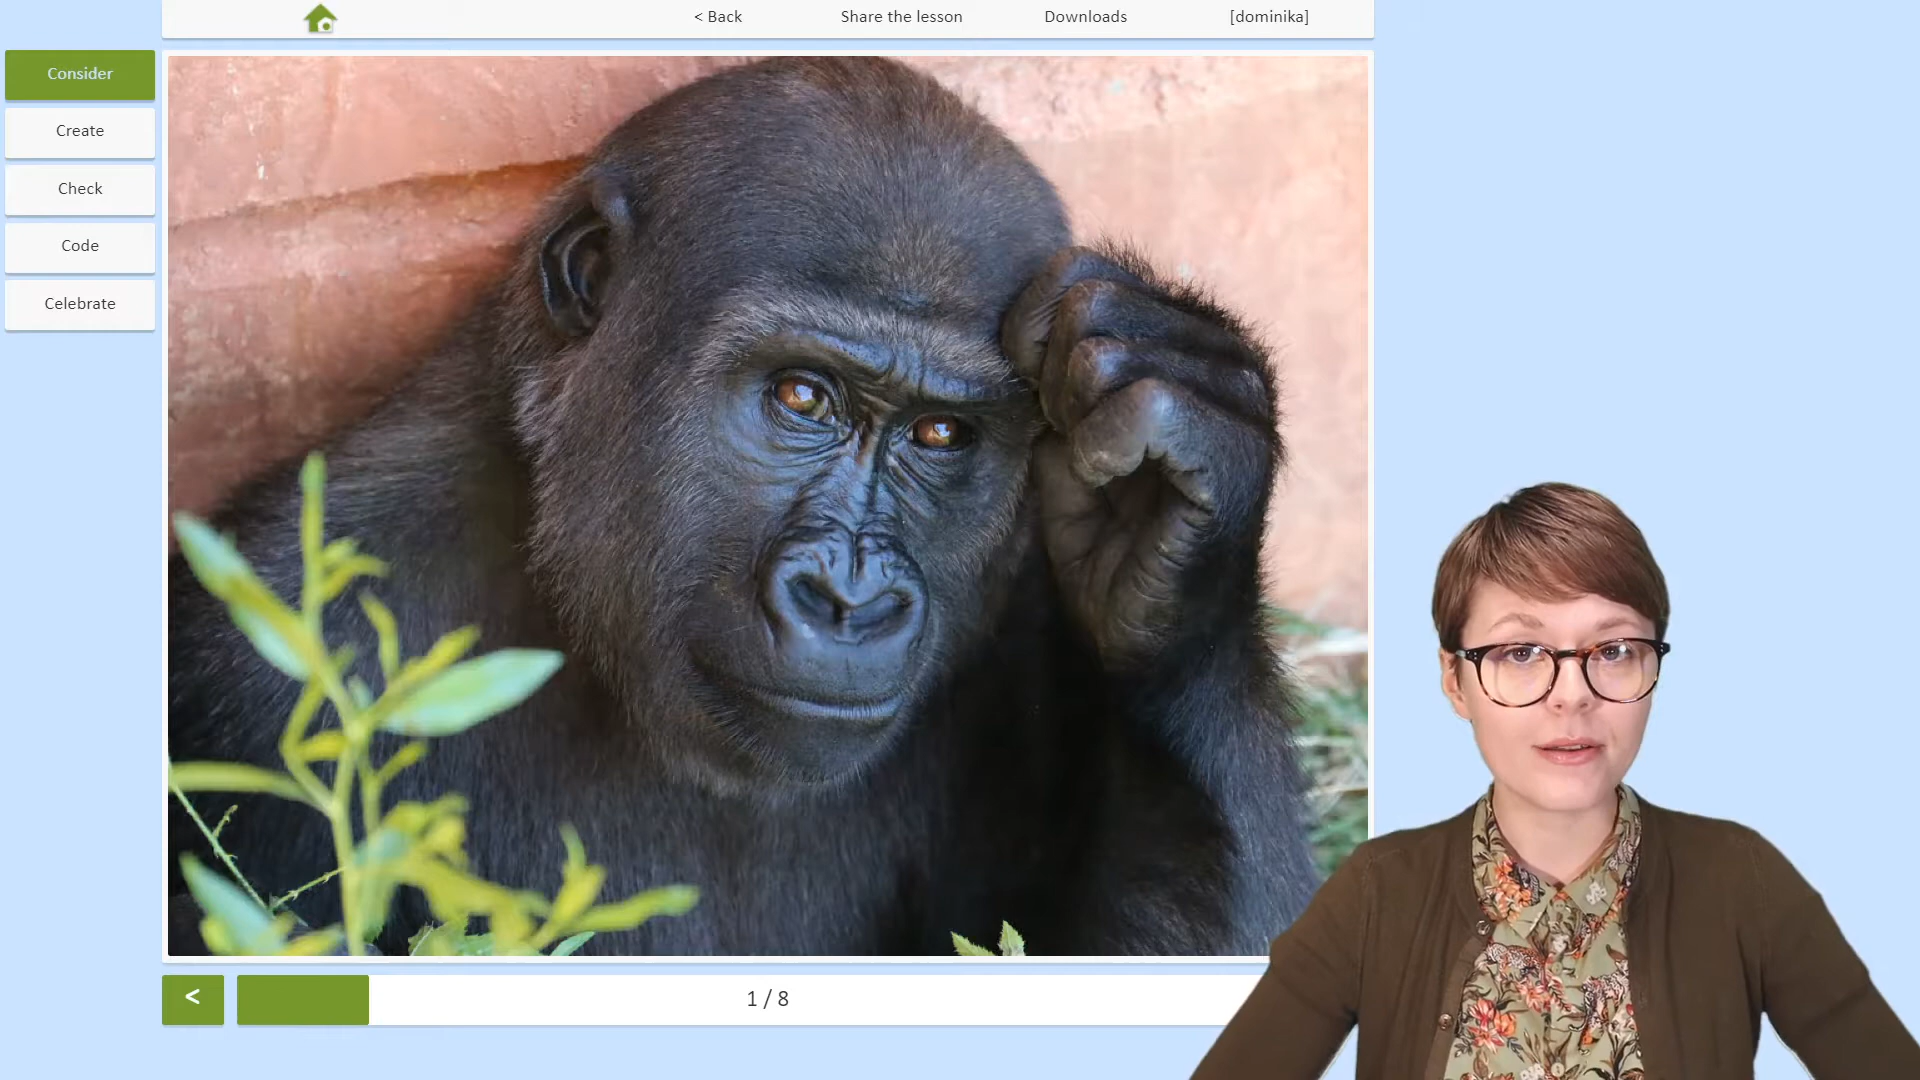 < Back
Share the lesson
Downloads
[dominika]
Consider
Create
Check
Code
Celebrate
<
1 / 8